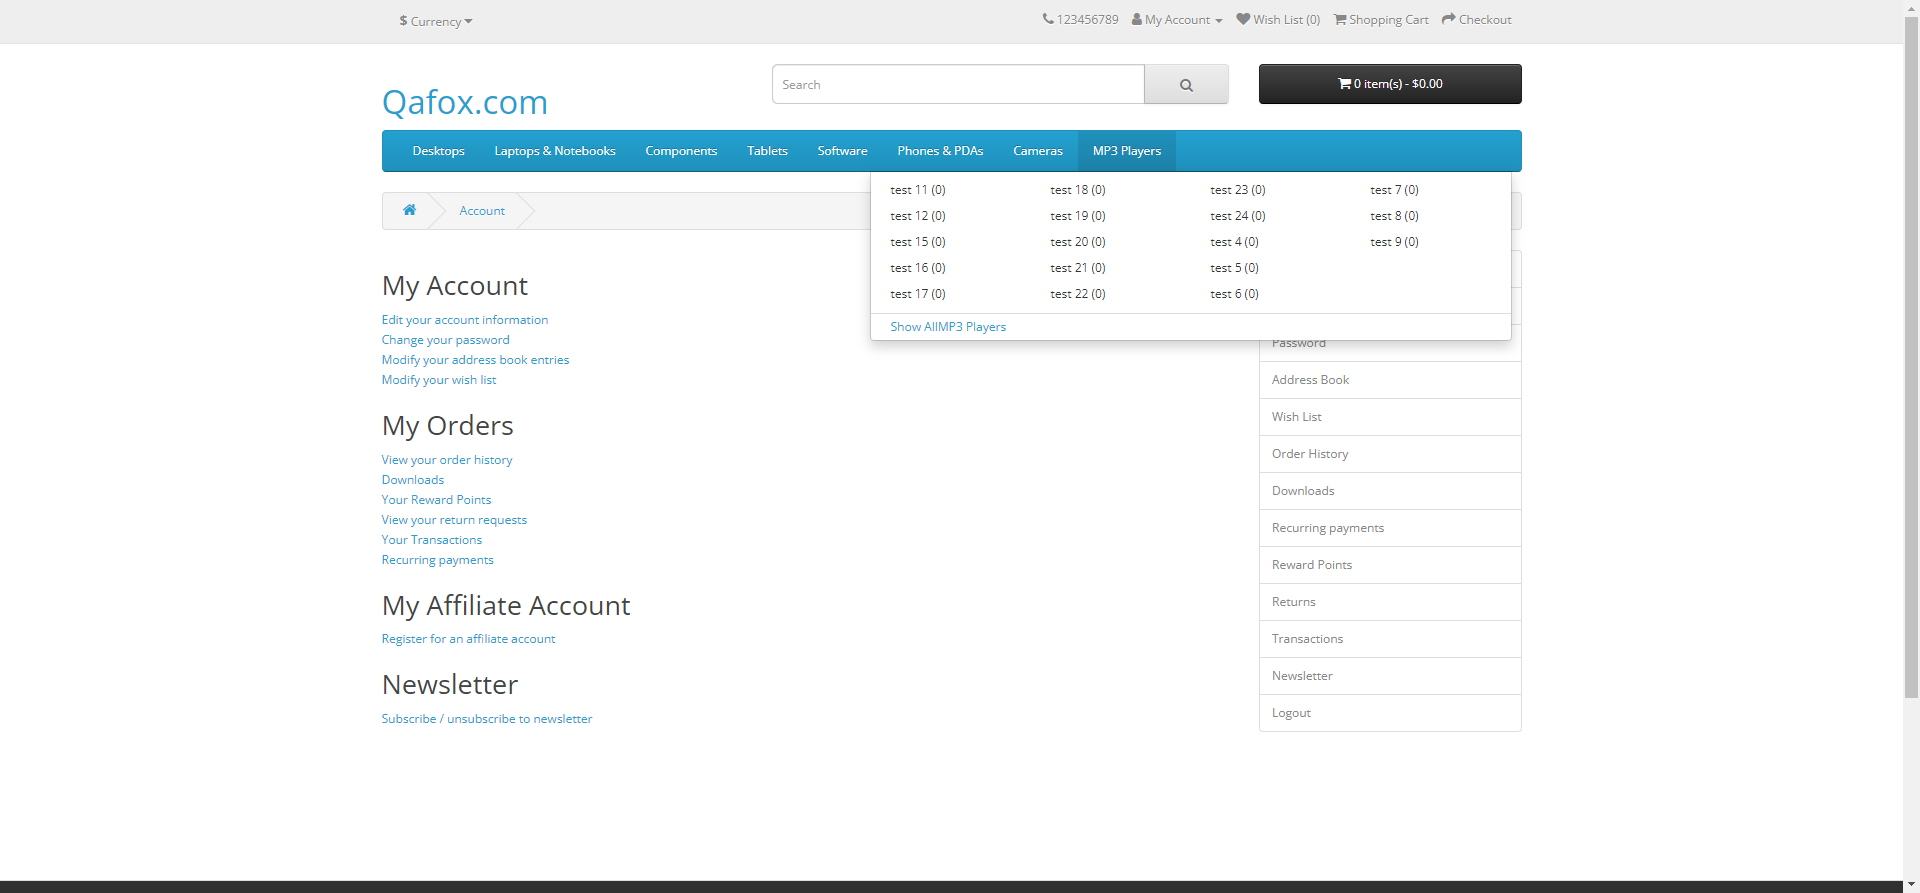 $ Currency
123456789 My Account Wish List (0) Shopping Cart Checkout
Qafox.com
Search
0 item(s) - $0.00
Desktops Laptops & Notebooks Components Tablets Software Phones & PDAs Cameras MP3 Players
test 11 (0) test 18 (0) test 23 (0) test 7 (0)
test 12 (0) test 19 (0) test 24 (0) test 8 (0)
test 15 (0) test 20 (0) test 4 (0) test 9 (0)
test 16 (0) test 21 (0) test 5 (0)
test 17 (0) test 22 (0) test 6 (0)
Show AllMP3 Players
Account
My Account
Edit your account information
Change your password
Modify your address book entries
Modify your wish list
My Orders
View your order history
Downloads
Your Reward Points
View your return requests
Your Transactions
Recurring payments
My Affiliate Account
Register for an affiliate account
Newsletter
Subscribe / unsubscribe to newsletter
Password
Address Book
Wish List
Order History
Downloads
Recurring payments
Reward Points
Returns
Transactions
Newsletter
Logout